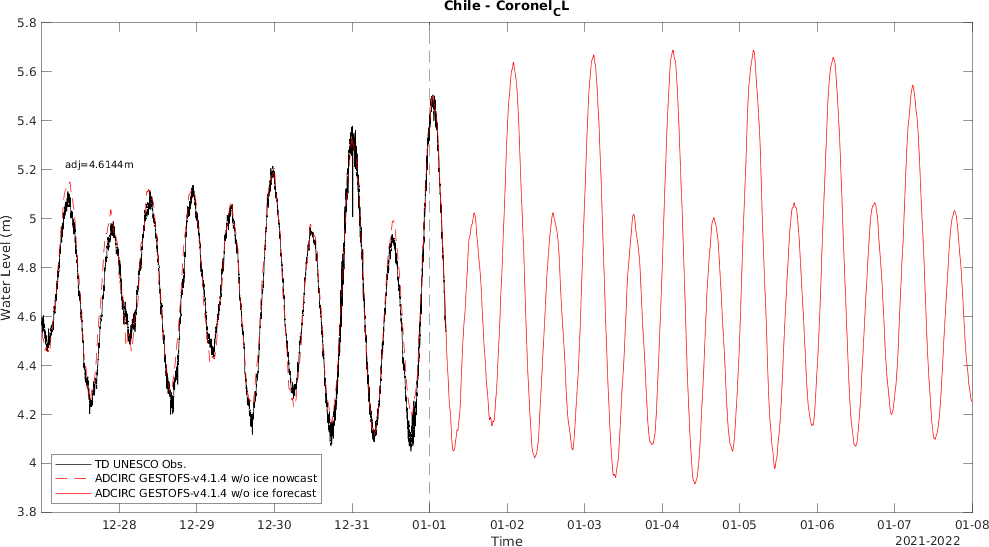 Chile - Coronel_CL
5.8
5.6
5.4
5.2
5
4.8
4.6
4.4
4.2
4
3.8
Water Level (m)
adj=4.6144m
TD UNESCO Obs.
ADCIRC GESTOFS-v4.1.4 w/o ice nowcast
ADCIRC GESTOFS-v4.1.4 w/o ice forecast
12-28 12-29 12-30 12-31 01-01 01-02 01-03 01-04 01-05 01-06 01-07 01-08
Time
2021-2022